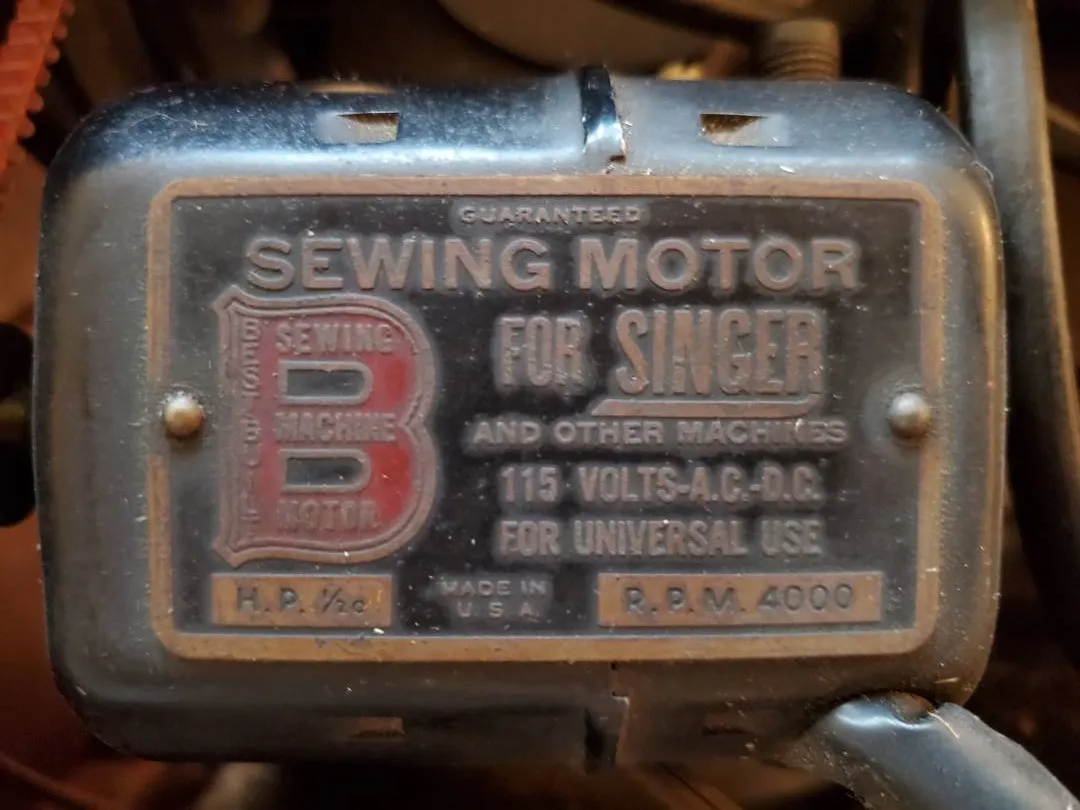 GUARANTEED
SEWING MOTOR
BEST BUILT
SEWING
MACHINE
MOTOR
FOR SINGER
AND OTHER MACHINES
115 VOLTS-A.C.-D.C.
FOR UNIVERSAL USE
H.P. 1/20
MADE IN
U.S.A.
R.P.M. 4000